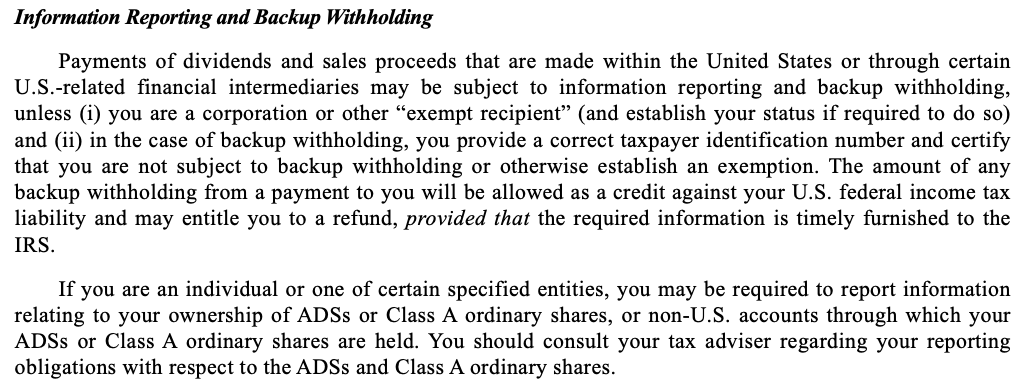 Information Reporting and Backup Withholding
Payments of dividends and sales proceeds that are made within the United States or through certain
U.S.-related financial intermediaries may be subject to information reporting and backup withholding,
unless (i) you are a corporation or other “exempt recipient” (and establish your status if required to do so)
and (ii) in the case of backup withholding, you provide a correct taxpayer identification number and certify
that you are not subject to backup withholding or otherwise establish an exemption. The amount of any
backup withholding from a payment to you will be allowed as a credit against your U.S. federal income tax
liability and may entitle you to a refund, provided that the required information is timely furnished to the
IRS.
If you are an individual or one of certain specified entities, you may be required to report information
relating to your ownership of ADSs or Class A ordinary shares, or non-U.S. accounts through which your
ADSs or Class A ordinary shares are held. You should consult your tax adviser regarding your reporting
obligations with respect to the ADSs and Class A ordinary shares.